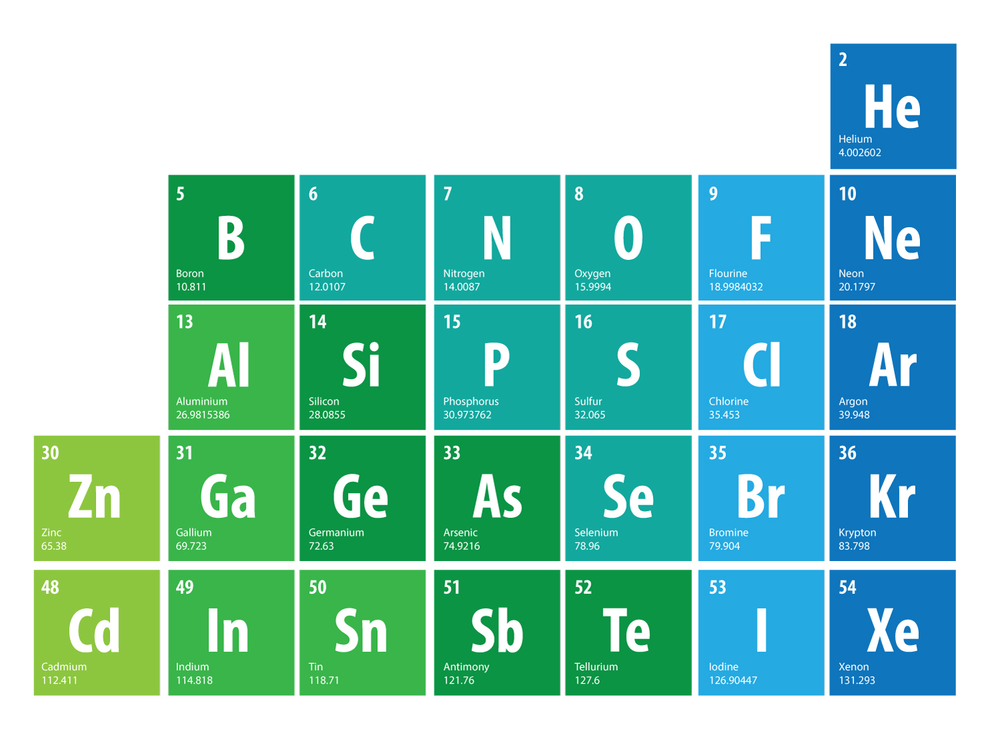 2
He
Helium
4.002602
5
B
Boron
10.811
6
C
Carbon
12.0107
7
N
Nitrogen
14.0087
8
O
Oxygen
15.9994
9
F
Flourine
18.9984032
10
Ne
Neon
20.1797
13
Al
Aluminium
26.9815386
14
Si
Silicon
28.0855
15
P
Phosphorus
30.973762
16
S
Sulfur
32.065
17
Cl
Chlorine
35.453
18
Ar
Argon
39.948
30
Zn
Zinc
65.38
31
Ga
Gallium
69.723
32
Ge
Germanium
72.63
33
As
Arsenic
74.9216
34
Se
Selenium
78.96
35
Br
Bromine
79.904
36
Kr
Krypton
83.798
48
Cd
Cadmium
112.411
49
In
Indium
114.818
50
Sn
Tin
118.71
51
Sb
Antimony
121.76
52
Te
Tellurium
127.6
53
I
Iodine
126.90447
54
Xe
Xenon
131.293